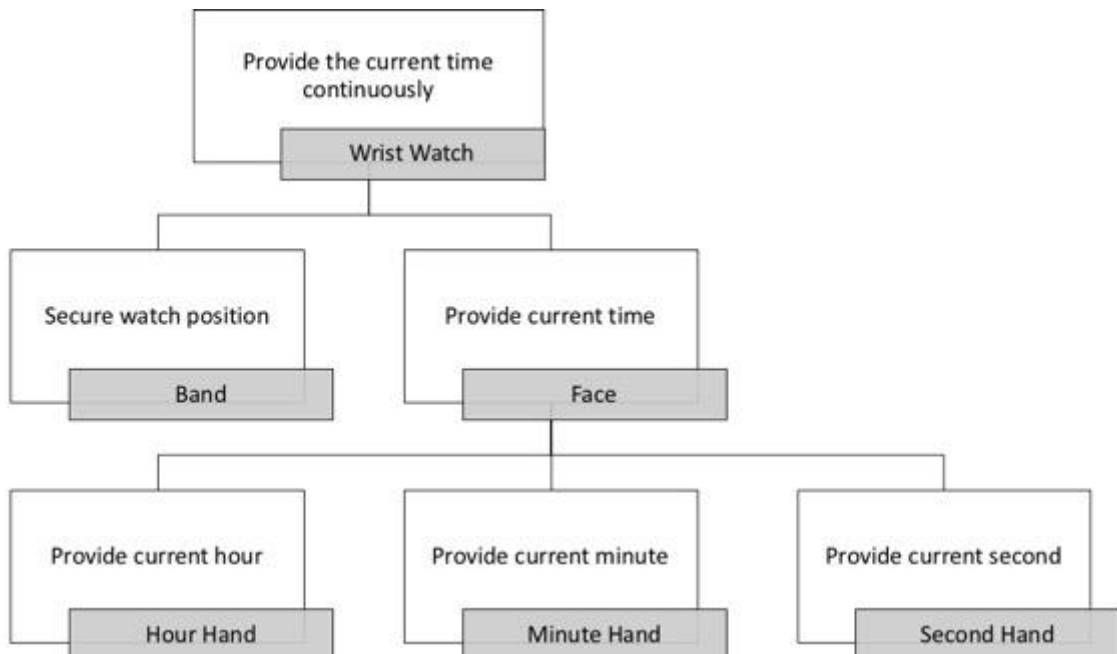 Provide the current time
continuously
Wrist Watch
Secure watch position
Band
Provide current time
Face
Provide current hour
Hour Hand
Provide current minute
Minute Hand
Provide current second
Second Hand